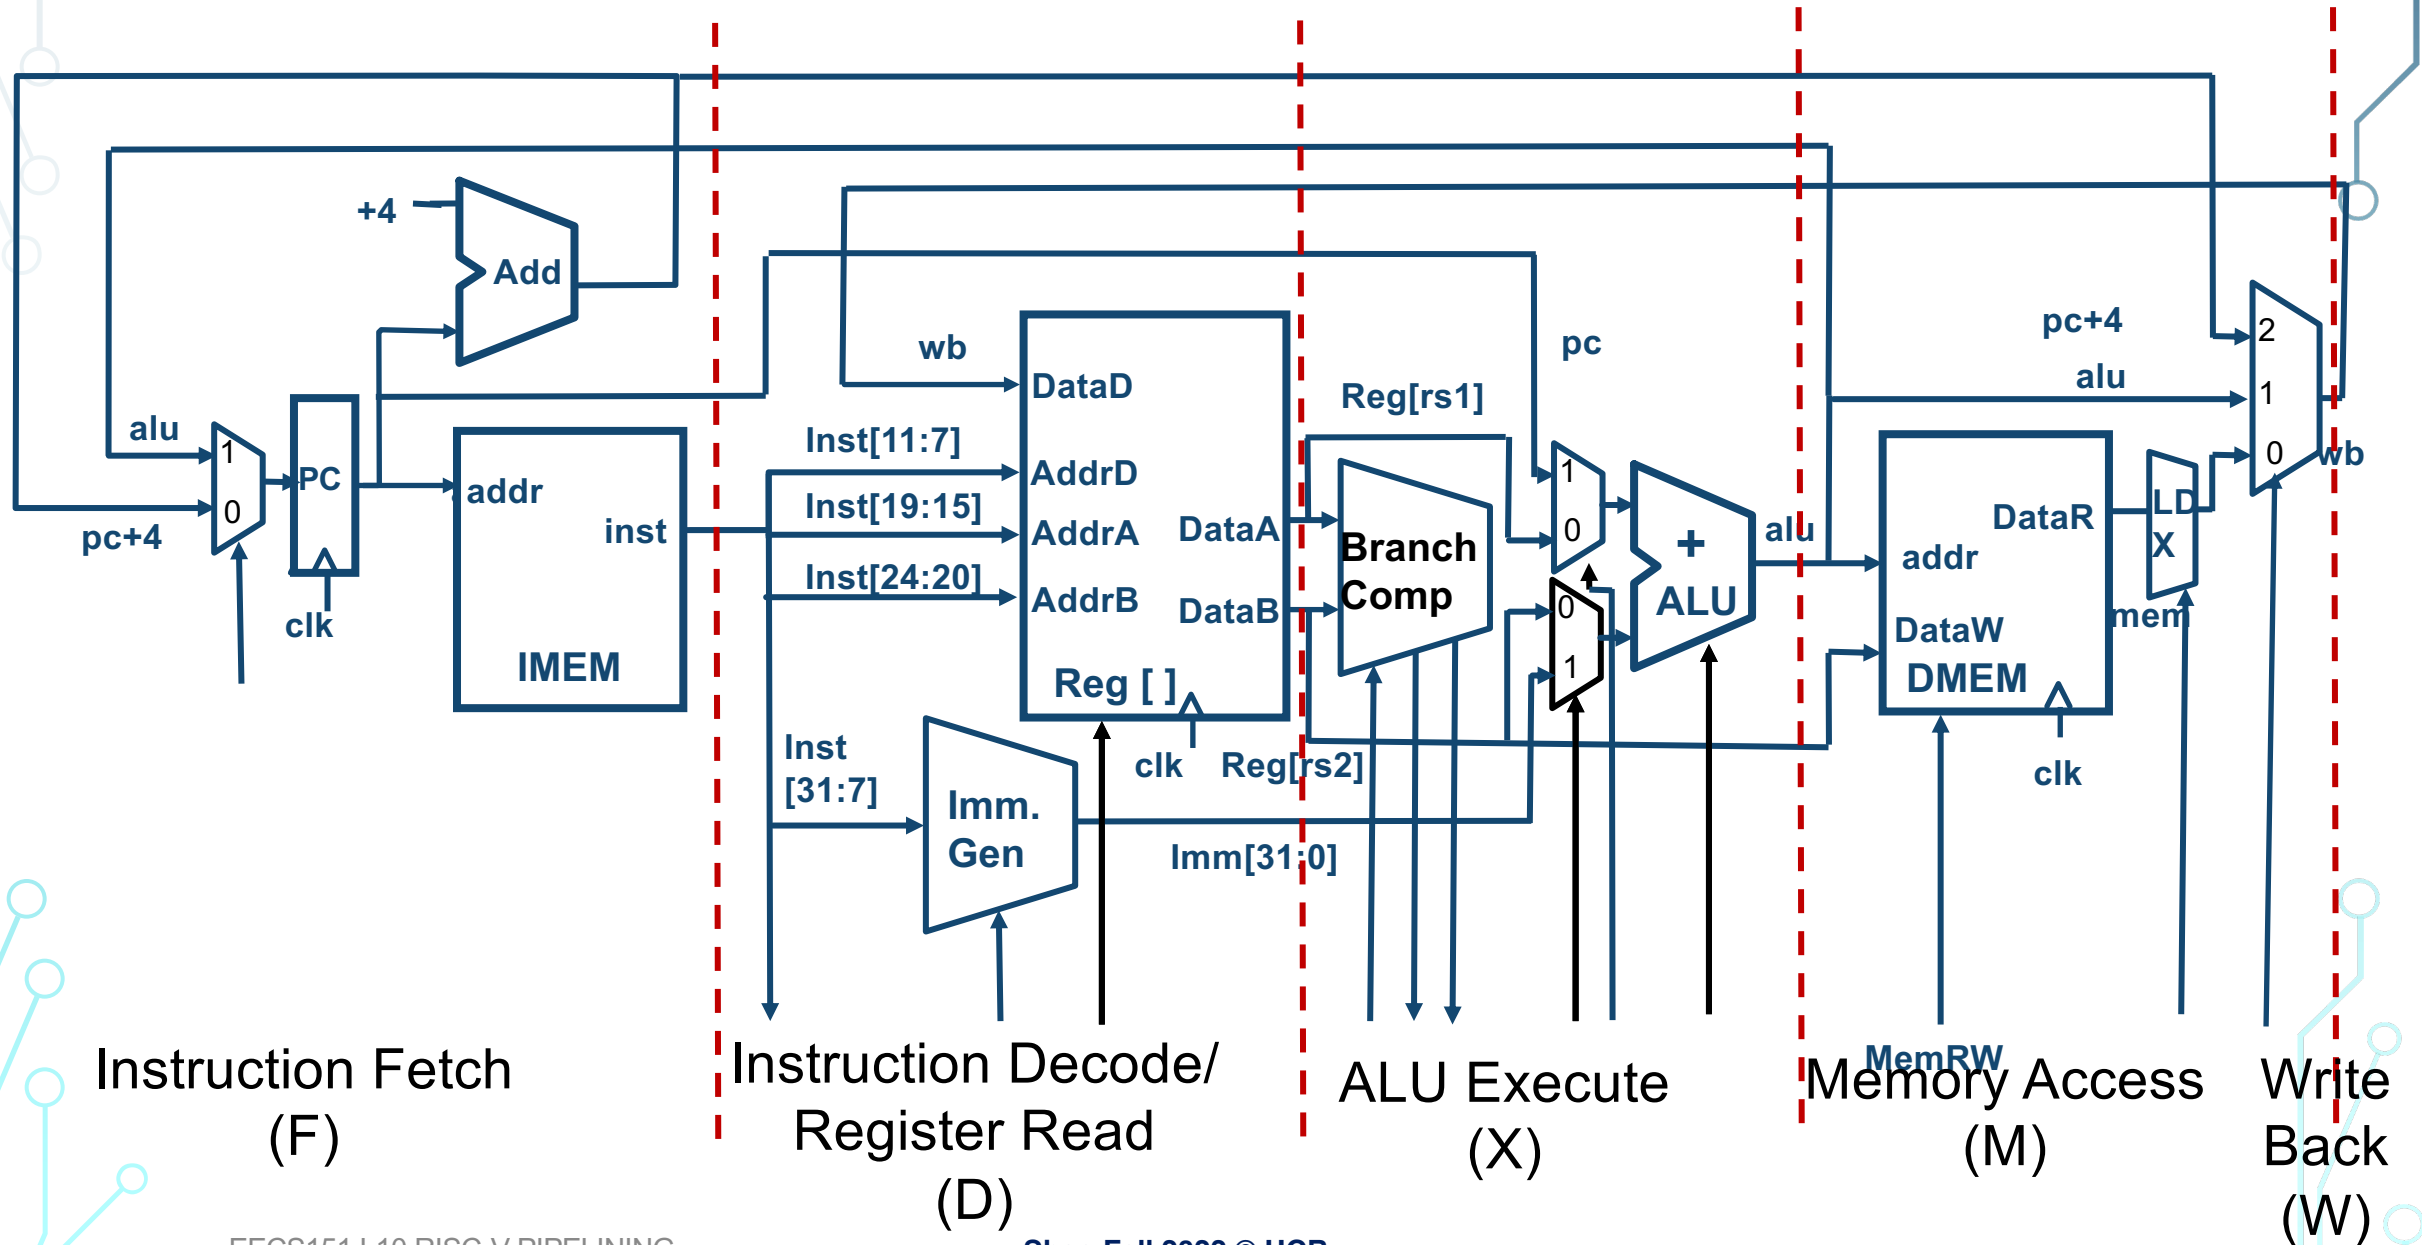 +4
Add
wb
pc
pc+4
DataD
Reg[rs1]
alu
alu
1
PC
0
pc+4
clk
addr
inst
IMEM
Inst[11:7]
AddrD
Inst[19:15]
AddrA
Inst[24:20]
AddrB
DataA
DataB
Reg [ ]
clk
Inst
[31:7]
Imm.
Gen
Reg[rs2]
Imm[31:0]
Branch
Comp
1
0
0
1
+
ALU
alu
addr
DataR
DataW
DMEM
clk
LD
X
mem
2
1
0
wb
MemRW
Instruction Fetch
(F)
Instruction Decode/
Register Read
(D)
ALU Execute
(X)
Memory Access
(M)
Write
Back
(W)
EECS151 L10 RISC-V PIPELINING